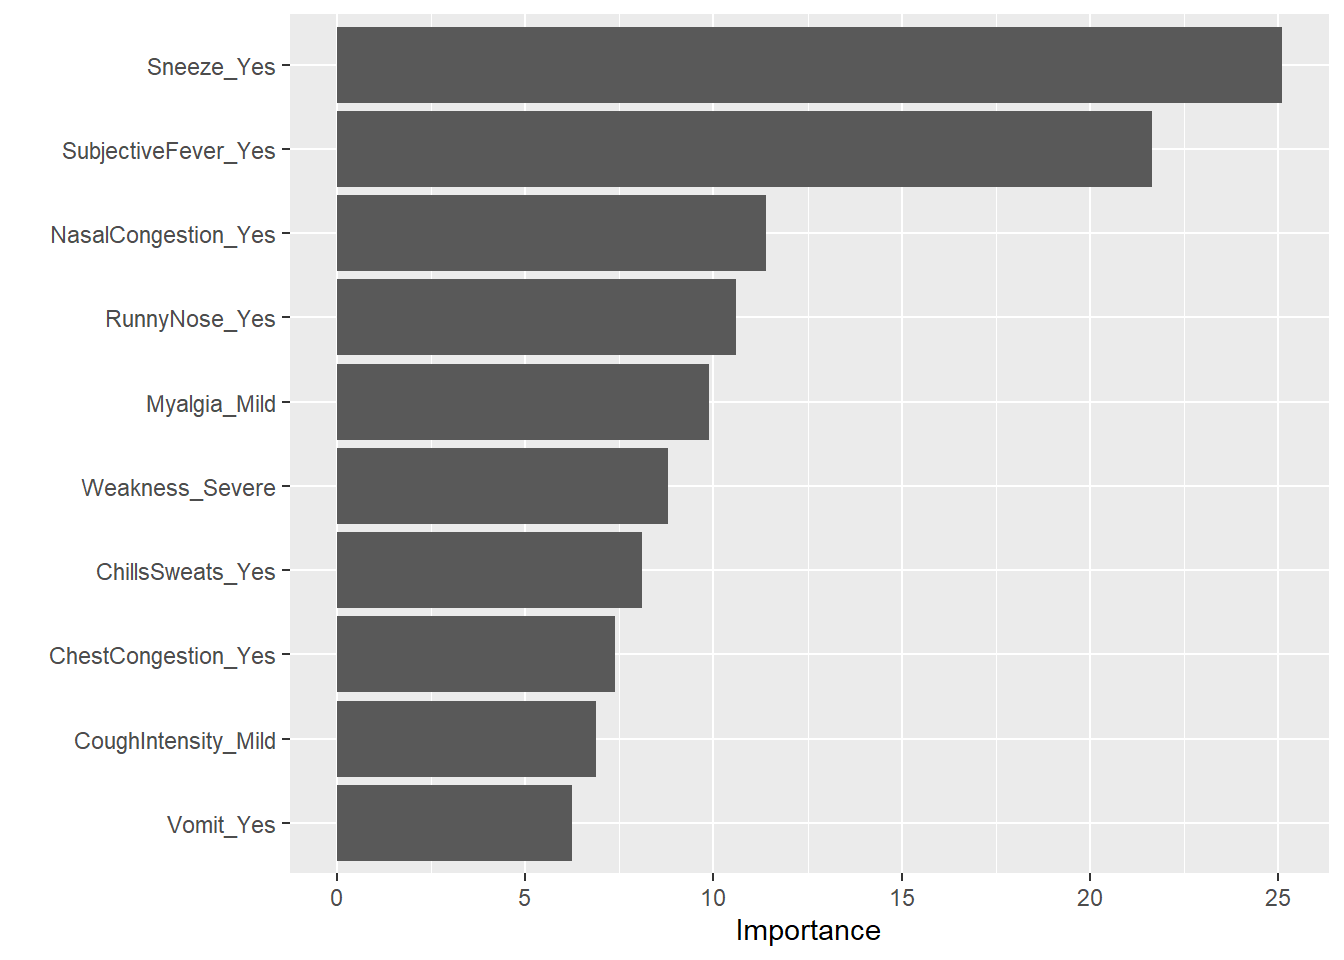 Sneeze_Yes
SubjectiveFever_Yes
NasalCongestion_Yes
RunnyNose_Yes
Myalgia_Mild
Weakness_Severe
ChillsSweats_Yes
ChestCongestion_Yes
CoughIntensity_Mild
Vomit_Yes
0 5 10 15 20 25
Importance